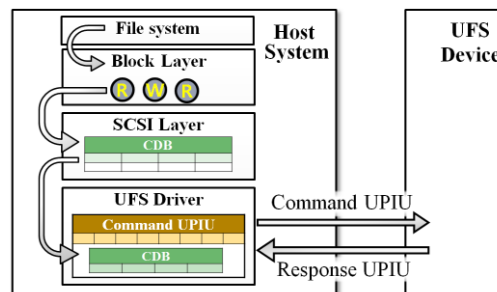 File system
Host
System
UFS
Device
Block Layer
R W R
SCSI Layer
CDB
UFS Driver
Command UPIU
CDB
Command UPIU
Response UPIU